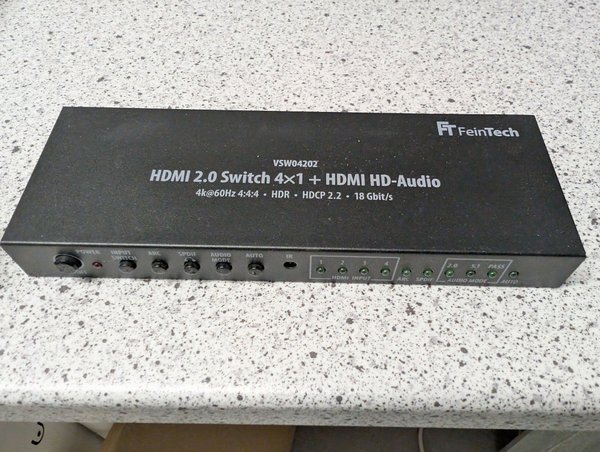 FT FeinTech
VSW04202
HDMI 2.0 Switch 4×1 + HDMI HD-Audio
4k@60Hz 4:4:4 • HDR • HDCP 2.2 • 18 Gbit/s
POWER
INPUT SWITCH
ARC
SPDIF
AUDIO MODE
AUTO
IR
1 2 3 4
HDMI INPUT
ARC
SPDIF
2.0 5.1 PASS
AUDIO MODE
AUTO